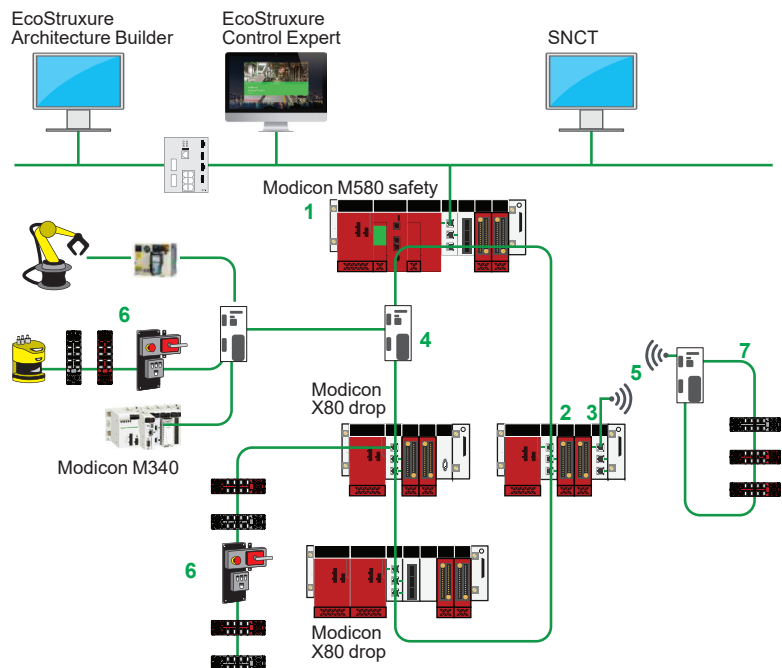 EcoStruxure
Architecture Builder
EcoStruxure
Control Expert
SNCT
Modicon M580 safety
1
6
4
5
7
Modicon
X80 drop
2
3
Modicon M340
6
Modicon
X80 drop